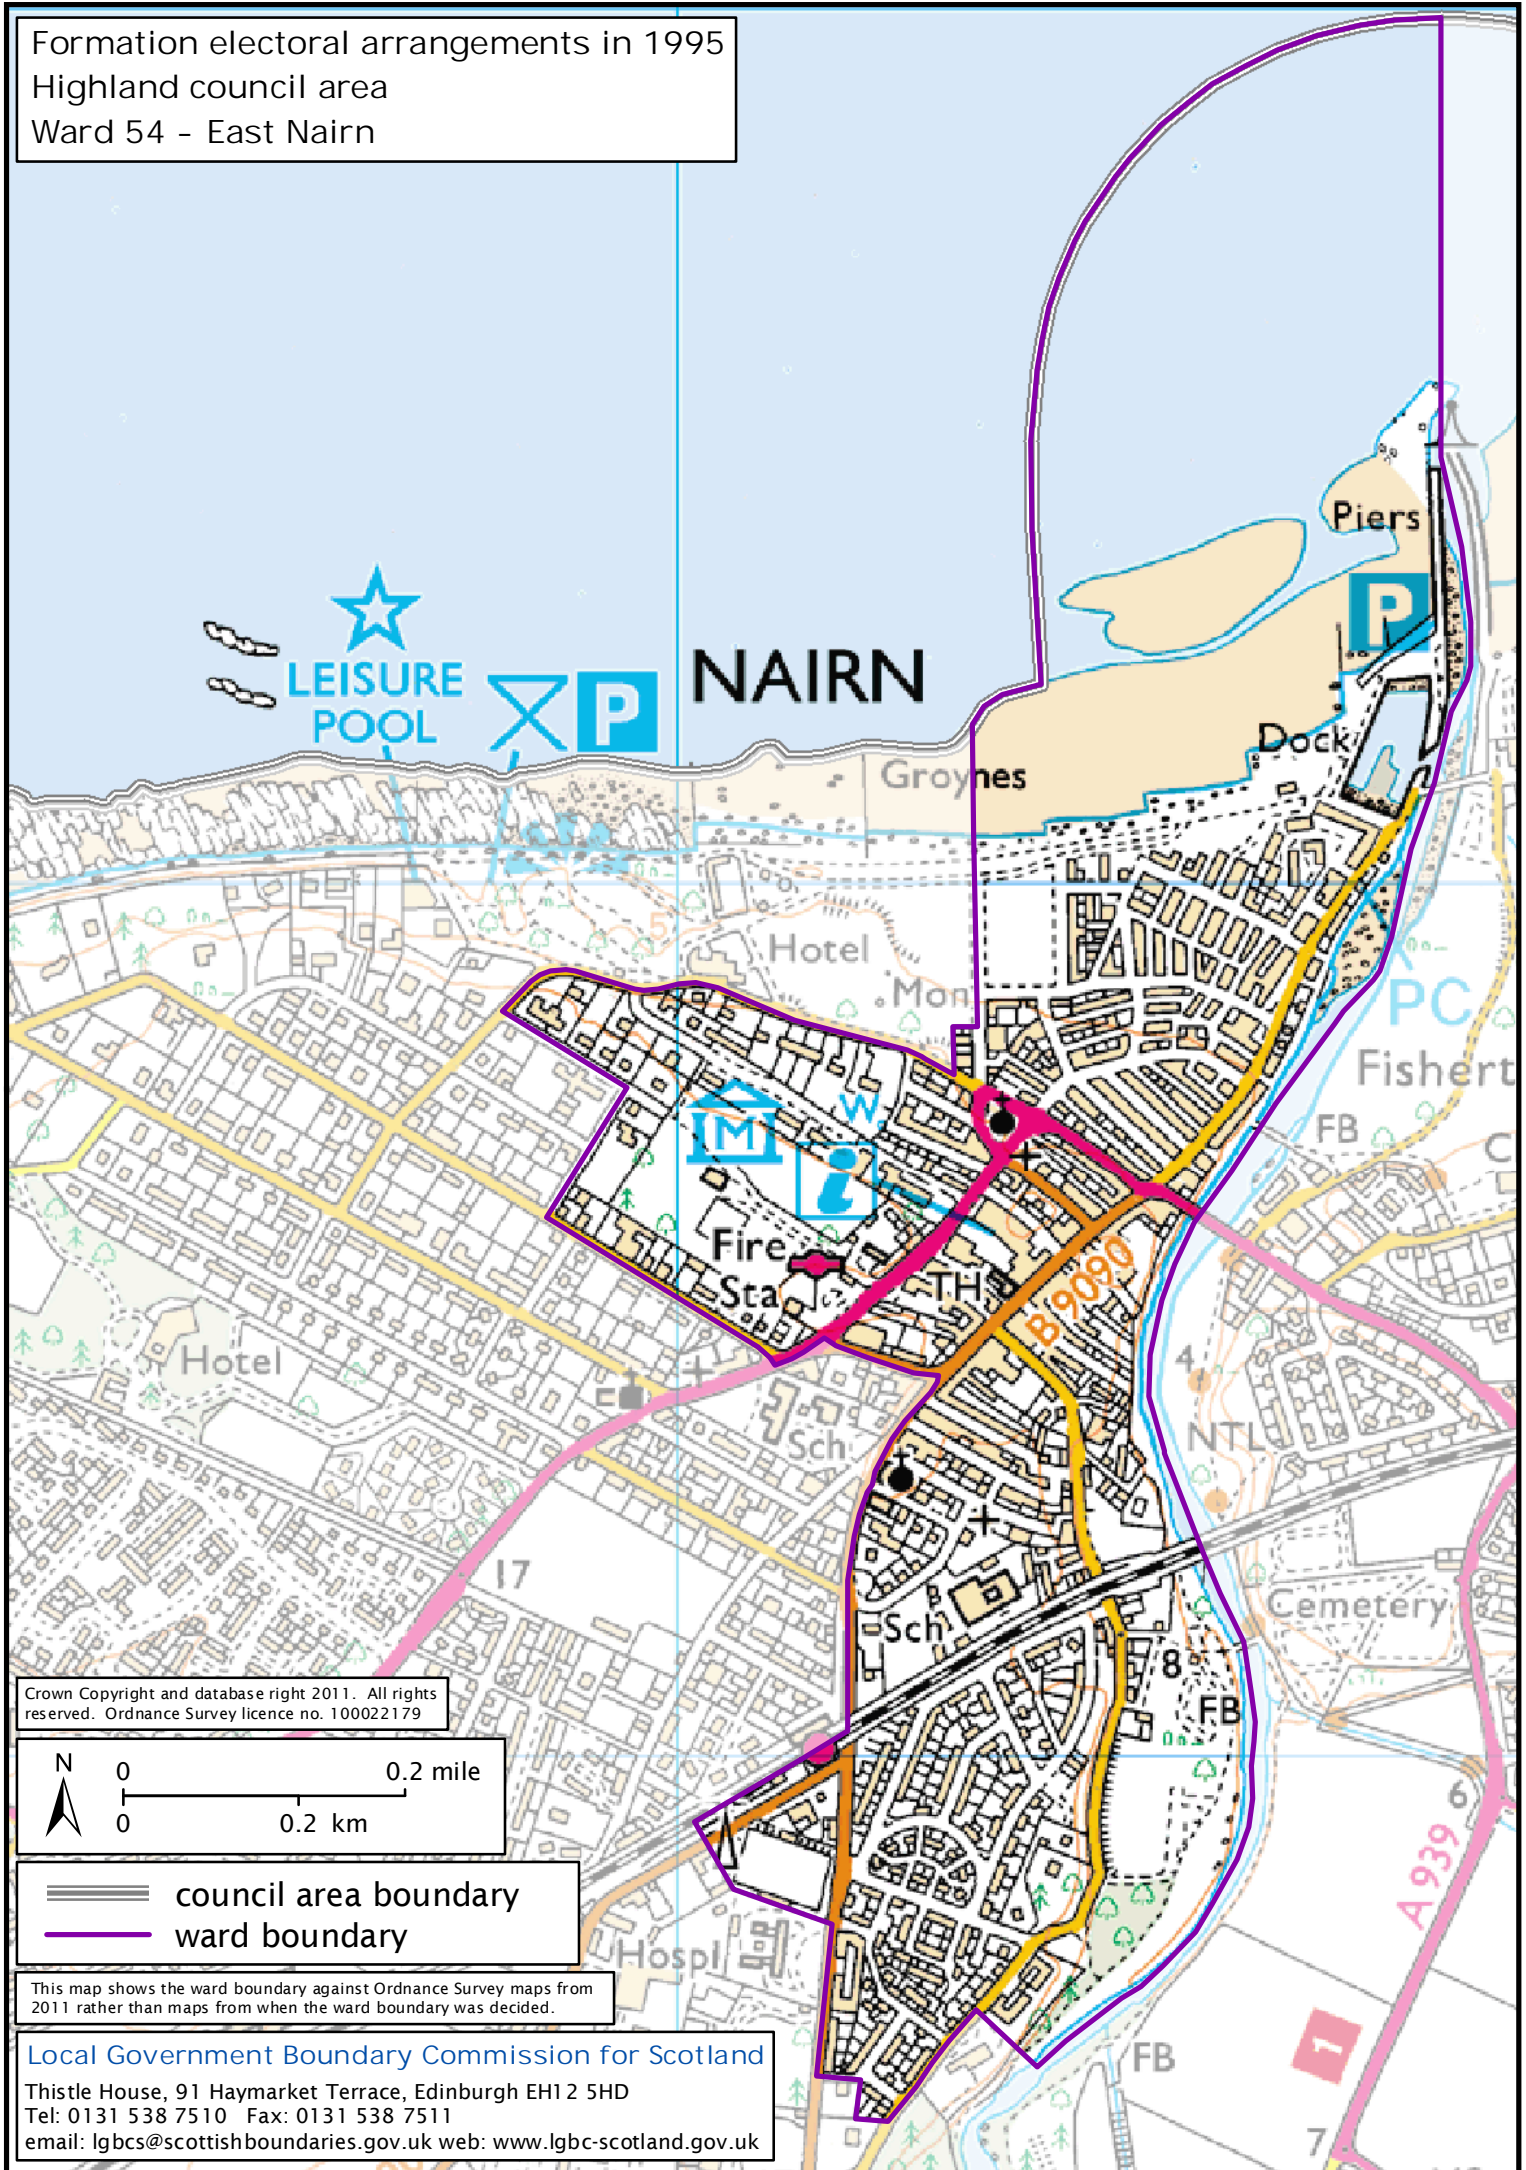 Formation electoral arrangements in 1995
Highland council area
Ward 54 - East Nairn
Piers
P
LEISURE
POOL
P
NAIRN
Dock
Groynes
Hotel
Mon
PC
Fishert
FB
C
W
M
i
Fire
Sta
TH
B 9090
Hotel
4
Sch
NTL
17
Cemetery
Sch
8
FB
Crown Copyright and database right 2011. All rights
reserved. Ordnance Survey licence no. 100022179
N
0 0.2 mile
0 0.2 km
6
A 939
council area boundary
ward boundary
Hospl
This map shows the ward boundary against Ordnance Survey maps from
2011 rather than maps from when the ward boundary was decided.
1
FB
Local Government Boundary Commission for Scotland
Thistle House, 91 Haymarket Terrace, Edinburgh EH12 5HD
Tel: 0131 538 7510 Fax: 0131 538 7511
email: lgbcs@scottishboundaries.gov.uk web: www.lgbc-scotland.gov.uk
7